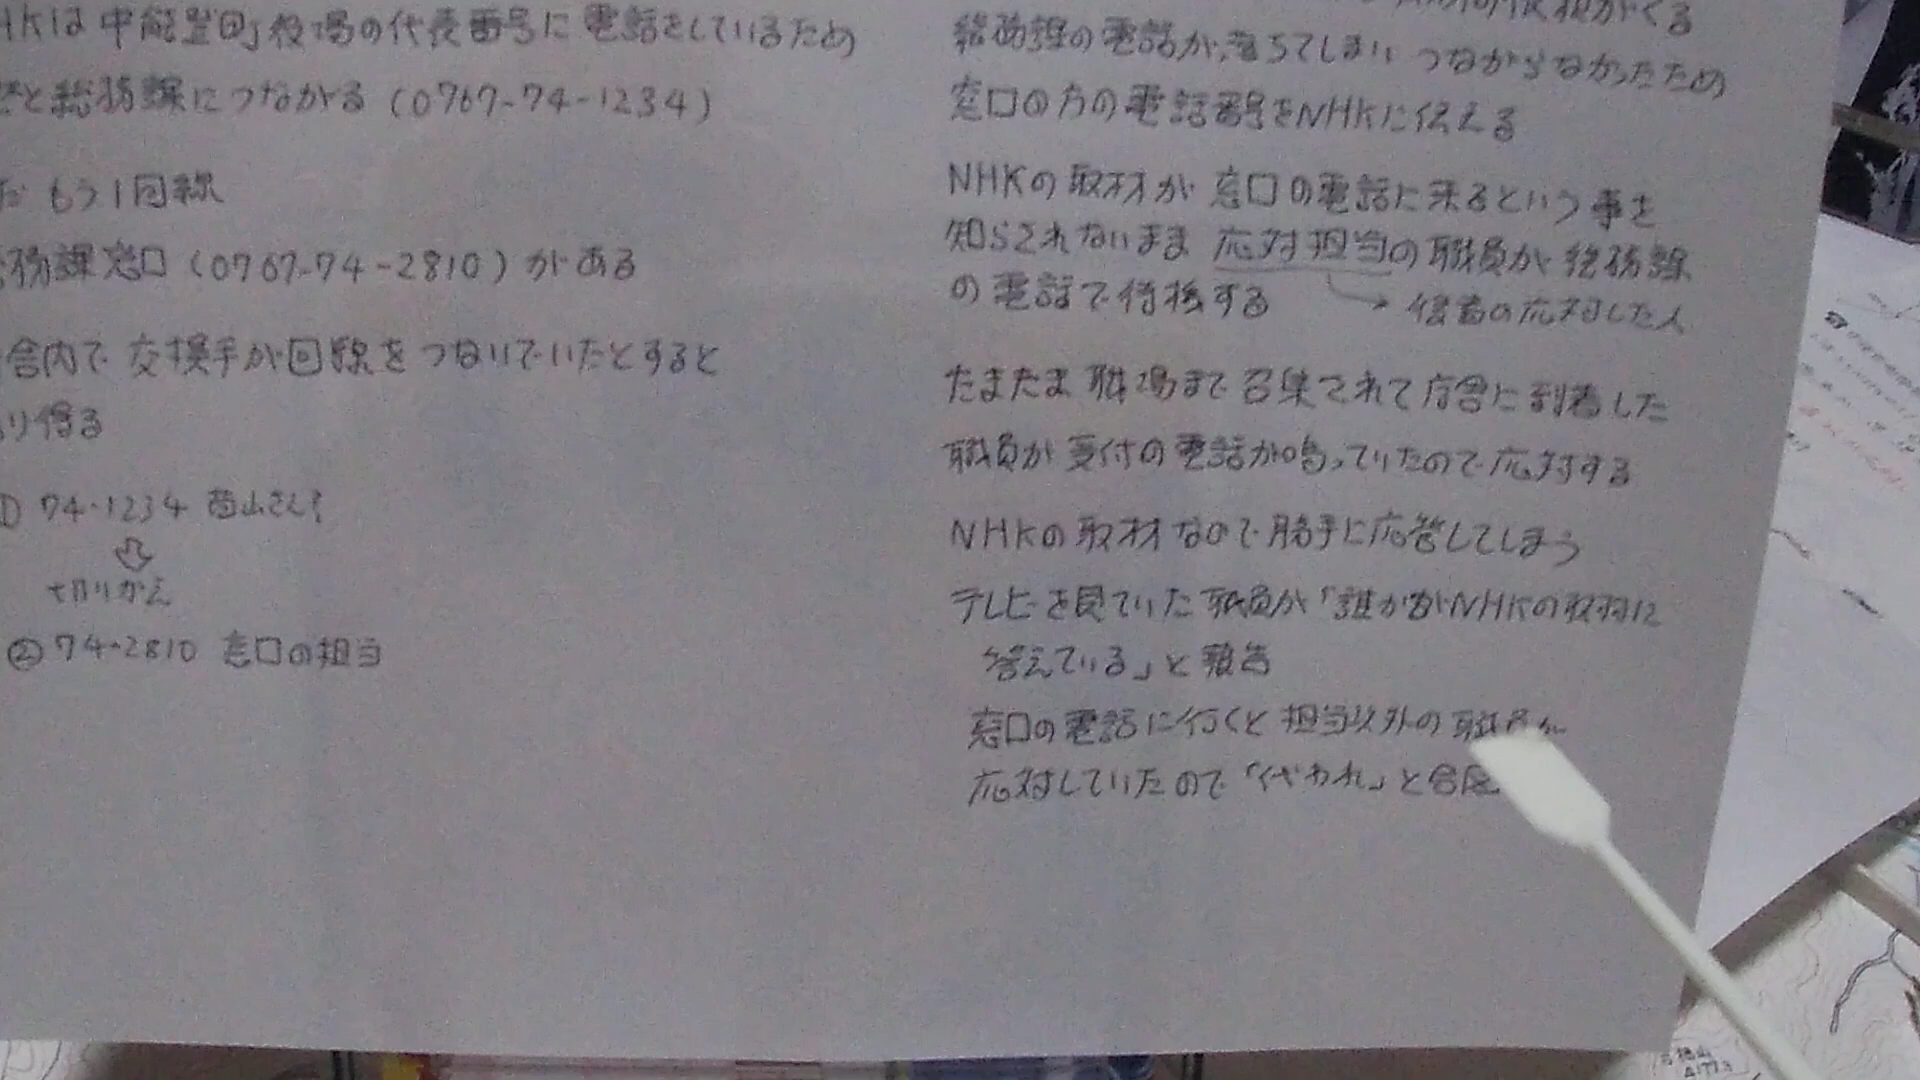 HKは中能登町役場の代表番号に電話をしているため
と総務課につながる (0767-74-1234)
もう1回線
務課窓口 (0767-74-2810) がある
舎内で交換手が回線をつないでいたとすると
り得る
① 74-1234 さん?
切りかえ
② 74-2810 窓口の担当
がくる
総務課の電話が落ちてしまい つながらなかったため
窓口の方の電話番号をNHKに伝える
NHKの取材が窓口の電話に来るという事を
知らされないまま 応対担当の職員が総務課
の電話で待機する
の応対した人
たまたま職場まで召集されて庁舎に到着した
職員が受付の電話が鳴っていたので応対する
NHKの取材なので勝手に応答してしまう
テレビを見ていた職員が「誰かがNHKの取材に
答えている」と報告
窓口の電話に行くと担当以外の職員が
応対していたので「代われ」と合図